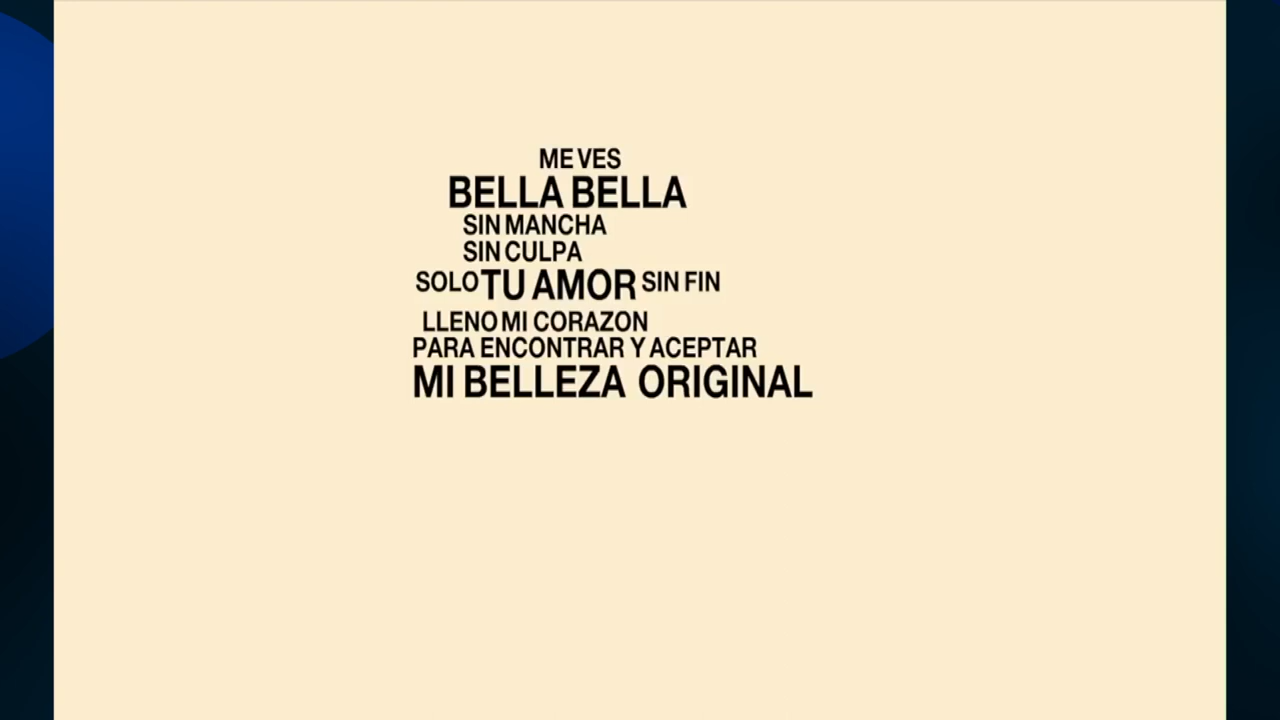 ME VES
BELLA BELLA
SIN MANCHA
SIN CULPA
SOLO TU AMOR SIN FIN
LLENO MI CORAZON
PARA ENCONTRAR Y ACEPTAR
MI BELLEZA ORIGINAL